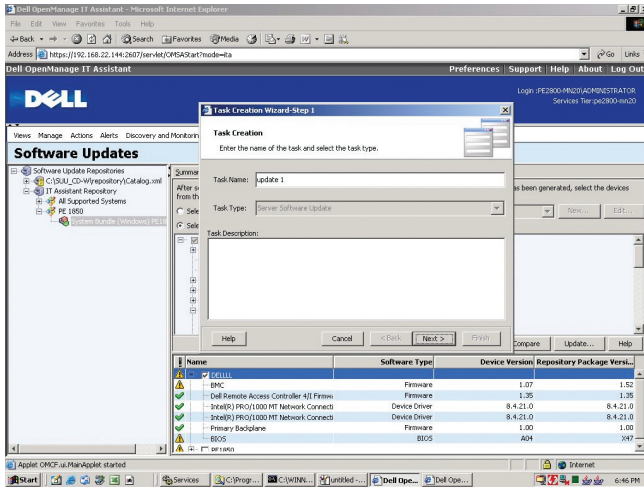 Dell OpenManage IT Assistant - Microsoft Internet Explorer
File Edit View Favorites Tools Help
Back Search Favorites Media
Address https://192.168.22.144:2607/servlet/OMSAStart?mode=ita Go Links
Dell OpenManage IT Assistant Preferences Support Help About Log Out
DELL
Login :PE2800-MN20\ADMINISTRATOR
Services Tier:pe2800-mn20
Views Manage Actions Alerts Discovery and Monitorin
Software Updates
Software Update Repositories
C:\SUU_CD-W\repository\Catalog.xml
IT Assistant Repository
All Supported Systems
PE 1850
System Bundle (Windows) PE18
Summar
After s
from th
as been generated, select the devices
Sele
New... Edit...
Sele
Task Creation Wizard-Step 1
Task Creation
Enter the name of the task and select the task type.
Task Name: update 1
Task Type: Server Software Update
Task Description:
Help Cancel < Back Next > Finish
Compare Update... Help
Name Software Type Device Version Repository Package Versi...
DELLLL
BMC Firmware 1.07 1.52
Dell Remote Access Controller 4/I Firmw Firmware 1.35 1.35
Intel(R) PRO/1000 MT Network Connecti Device Driver 8.4.21.0 8.4.21.0
Intel(R) PRO/1000 MT Network Connecti Device Driver 8.4.21.0 8.4.21.0
Primary Backplane Firmware 1.00 1.00
BIOS BIOS A04 X47
PE1850
Applet OMCF.ui.MainApplet started Internet
Start Services C:\Progr... C:\WINN... untitled -... Dell Ope... Dell Ope... 6:46 PM